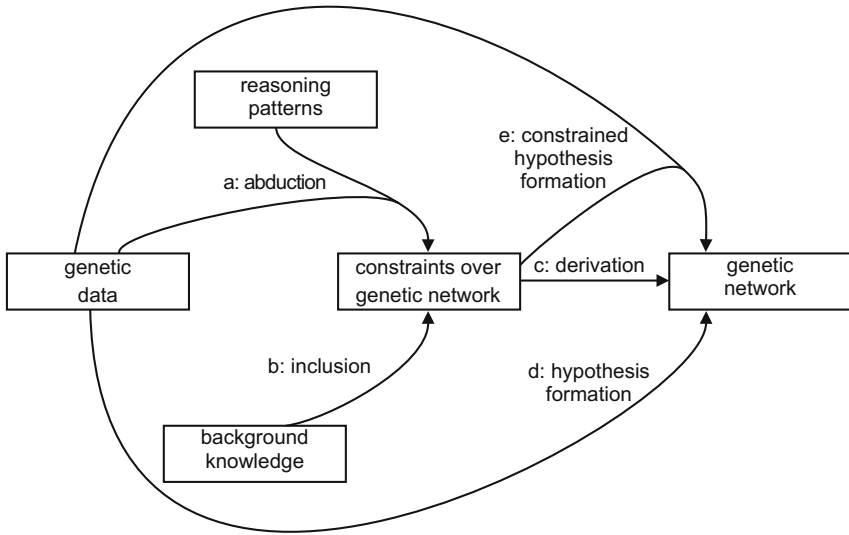 reasoning
patterns
e: constrained
hypothesis
formation
a: abduction
genetic
data
constraints over
genetic network
c: derivation
genetic
network
b: inclusion
d: hypothesis
formation
background
knowledge